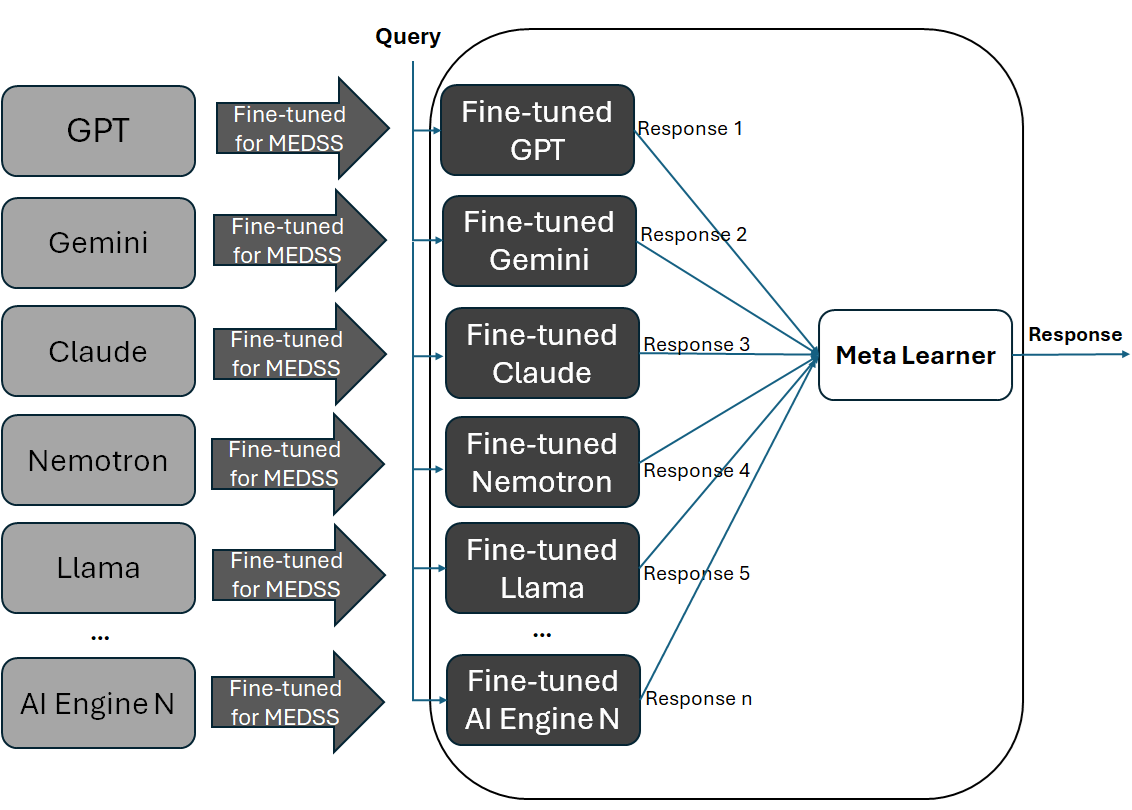 Query
GPT
Fine-tuned
for MEDSS
Fine-tuned
GPT
Response 1
Gemini
Fine-tuned
for MEDSS
Fine-tuned
Gemini
Response 2
Claude
Fine-tuned
for MEDSS
Fine-tuned
Claude
Response 3
Meta Learner
Response
Nemotron
Fine-tuned
for MEDSS
Fine-tuned
Nemotron
Response 4
Llama
Fine-tuned
for MEDSS
Fine-tuned
Llama
Response 5
...
...
AI Engine N
Fine-tuned
for MEDSS
Fine-tuned
AI Engine N
Response n